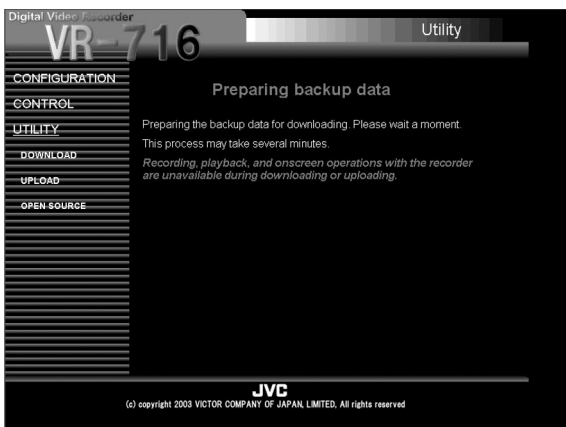 Digital Video Recorder
VR-716
Utility
CONFIGURATION
CONTROL
UTILITY
DOWNLOAD
UPLOAD
OPEN SOURCE
Preparing backup data
Preparing the backup data for downloading. Please wait a moment.
This process may take several minutes.
Recording, playback, and onscreen operations with the recorder
are unavailable during downloading or uploading.
JVC
(c) copyright 2003 VICTOR COMPANY OF JAPAN, LIMITED, All rights reserved